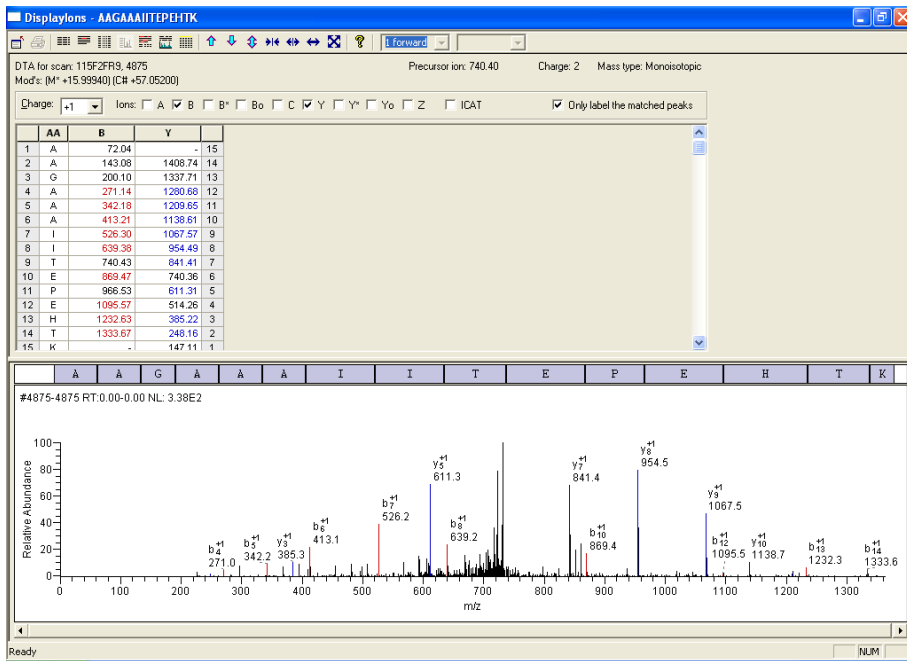 DisplayIons - AAGAAAIITEPEHTK
1 forward
DTA for scan: 115F2FR9, 4875 Precursor ion: 740.40 Charge: 2 Mass type: Monoisotopic
Mod's: (M* +15.99940) (C# +57.05200)
Charge: +1 Ions: A B B* Bo C Y Y* Yo Z ICAT Only label the matched peaks
AA B Y
1 A 72.04 - 15
2 A 143.08 1408.74 14
3 G 200.10 1337.71 13
4 A 271.14 1280.68 12
5 A 342.18 1209.65 11
6 A 413.21 1138.61 10
7 I 526.30 1067.57 9
8 I 639.38 954.49 8
9 T 740.43 841.41 7
10 E 869.47 740.36 6
11 P 966.53 611.31 5
12 E 1095.57 514.26 4
13 H 1232.63 385.22 3
14 T 1333.67 248.16 2
15 K - 147.11 1
A A G A A A I I T E P E H T K
#4875-4875 RT:0.00-0.00 NL: 3.38E2
Relative Abundance
100
80
60
40
20
0
b4+1
271.0
b5+1
342.2
y3+1
385.3
b6+1
413.1
b7+1
526.2
y5+1
611.3
b8+1
639.2
y7+1
841.4
b10+1
869.4
y8+1
954.5
y9+1
1067.5
b12+1
1095.5
y10+1
1138.7
b13+1
1232.3
b14+1
1333.6
0 100 200 300 400 500 600 700 800 900 1000 1100 1200 1300
m/z
Ready NUM